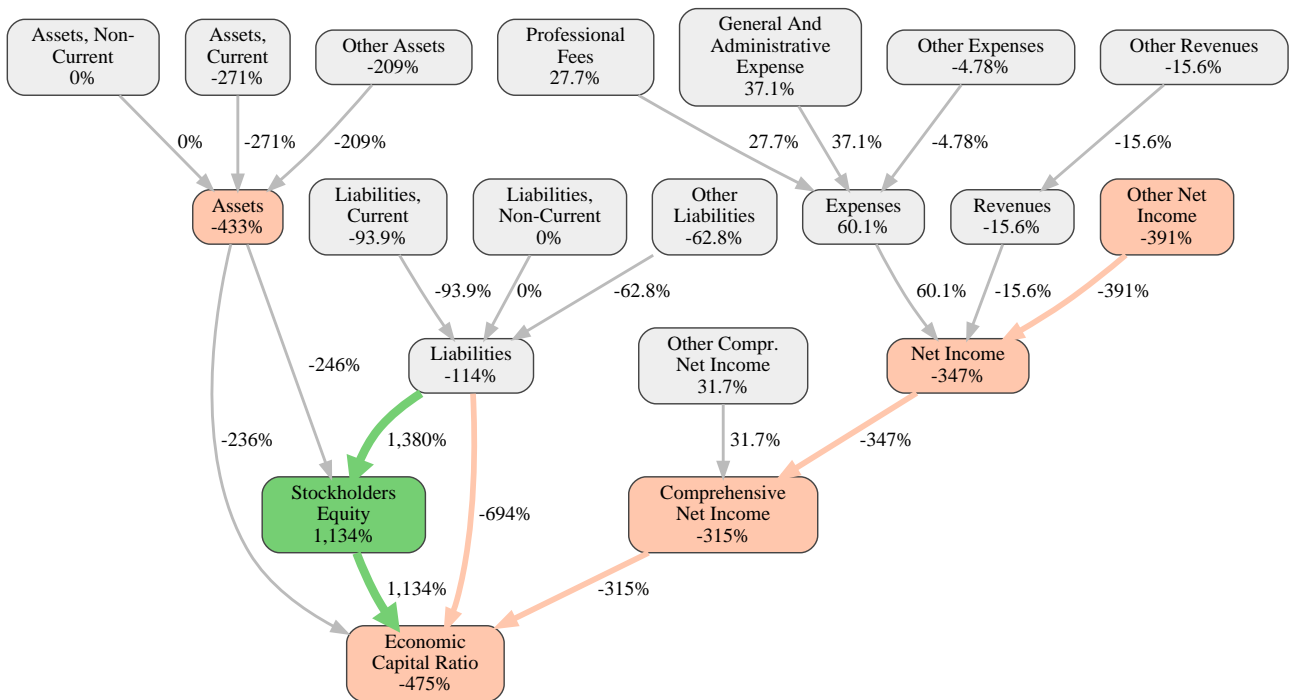 Assets, Non-
Current
0%
Assets,
Current
-271%
Other Assets
-209%
Professional
Fees
27.7%
General And
Administrative
Expense
37.1%
Other Expenses
-4.78%
Other Revenues
-15.6%
0%
-271%
-209%
27.7%
37.1%
-4.78%
-15.6%
Assets
-433%
Liabilities,
Current
-93.9%
Liabilities,
Non-Current
0%
Other
Liabilities
-62.8%
Expenses
60.1%
Revenues
-15.6%
Other Net
Income
-391%
-93.9%
0%
-62.8%
60.1%
-15.6%
-391%
-246%
Liabilities
-114%
Other Compr.
Net Income
31.7%
Net Income
-347%
-236%
1,380%
31.7%
-347%
Stockholders
Equity
1,134%
-694%
Comprehensive
Net Income
-315%
1,134%
-315%
Economic
Capital Ratio
-475%